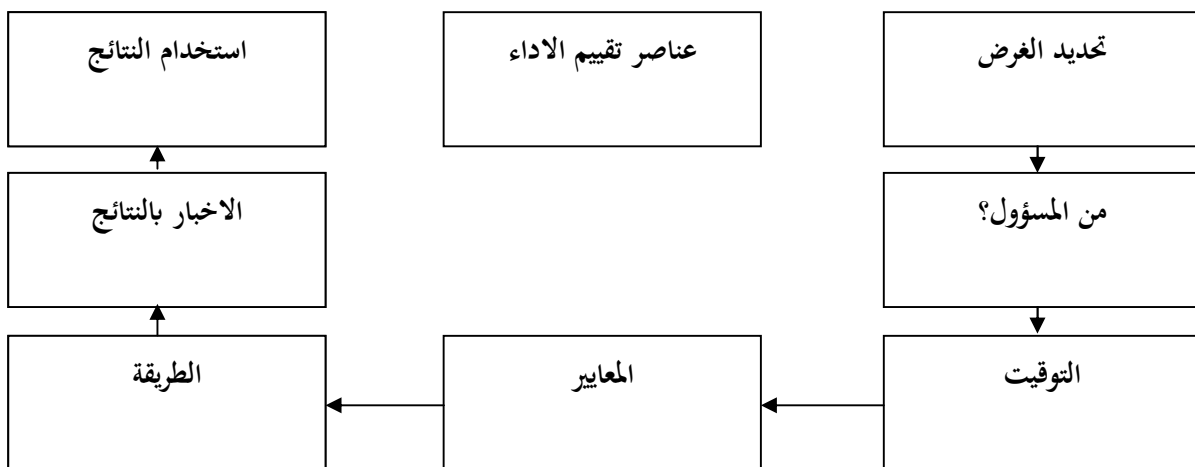 تحديد الغرض
عناصر تقييم الاداء
استخدام النتائج
من المسؤول؟
الاخبار بالنتائج
التوقيت
المعايير
الطريقة